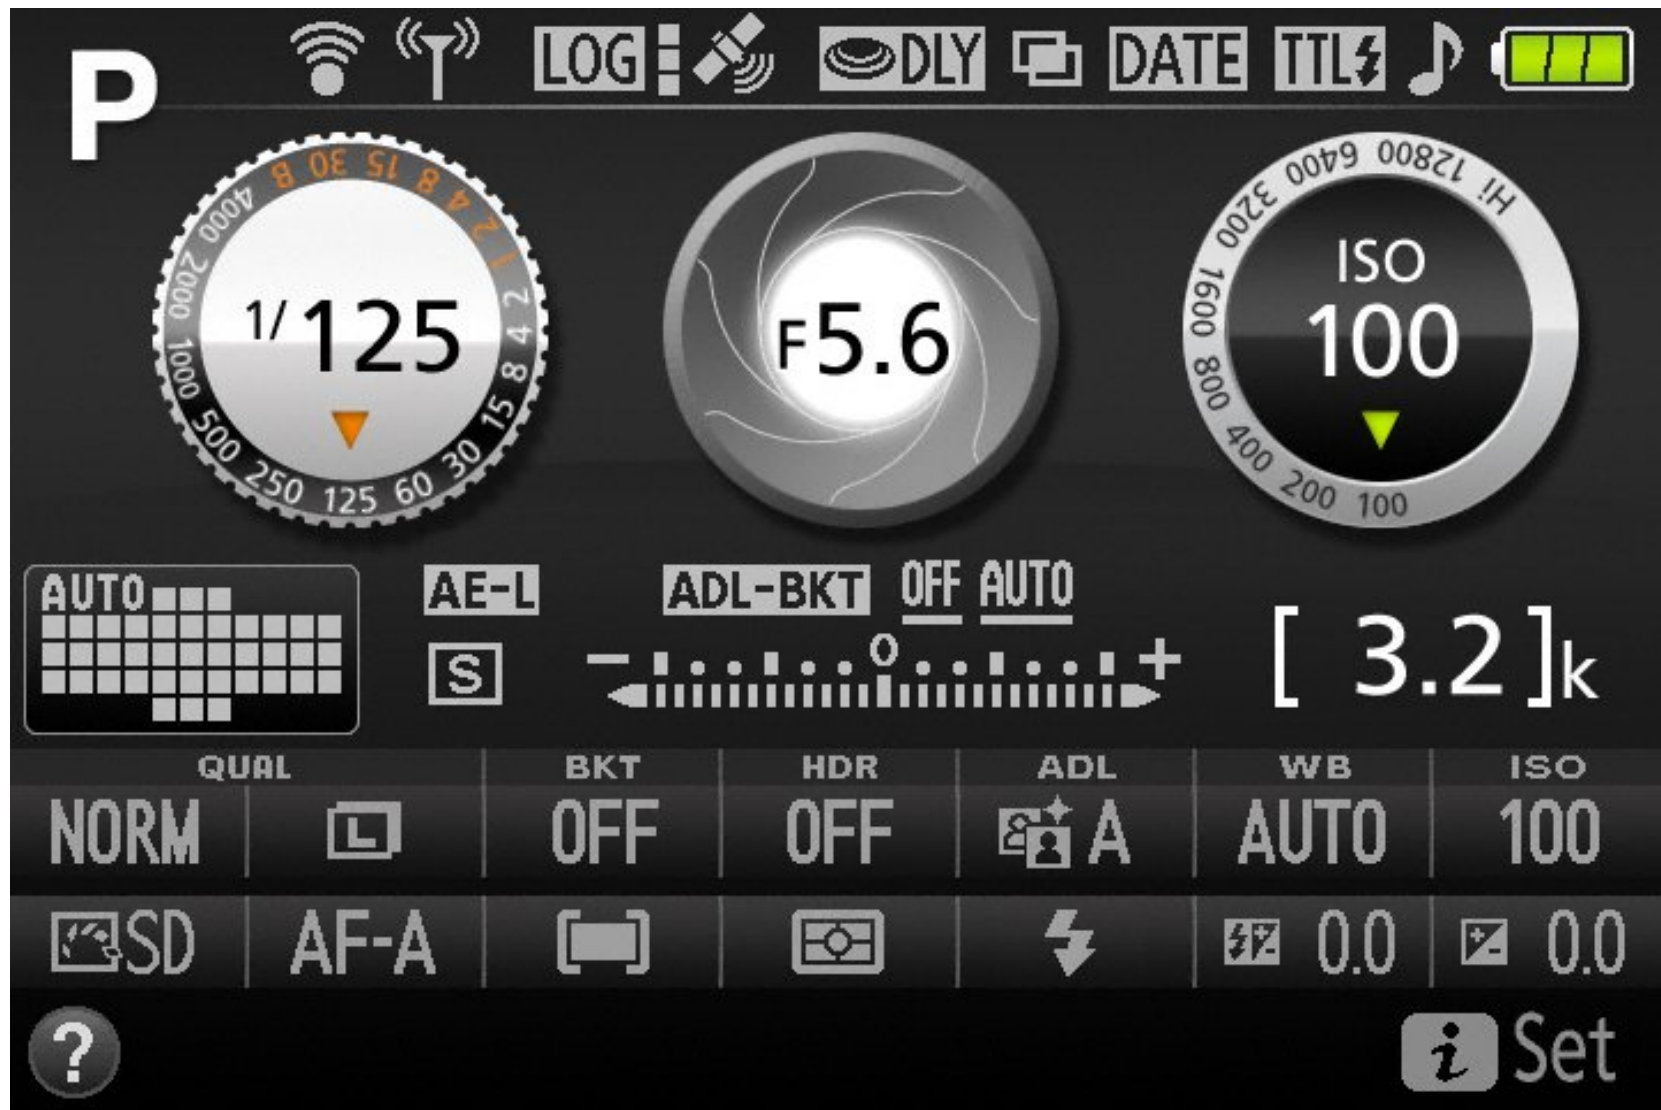 P LOG DLY DATE TTL
4000 B 30 15 8 4 2 1
2000 1000 500 250 125 60 30 15 8 4 2
1/125
F5.6
3200 6400 12800 Hi
1600 800 400 200 100
ISO
100
AUTO AE-L ADL-BKT OFF AUTO
S − 0 + [ 3.2 ]k
QUAL BKT HDR ADL WB ISO
NORM L OFF OFF A AUTO 100
SD AF-A 0.0 0.0
? i Set